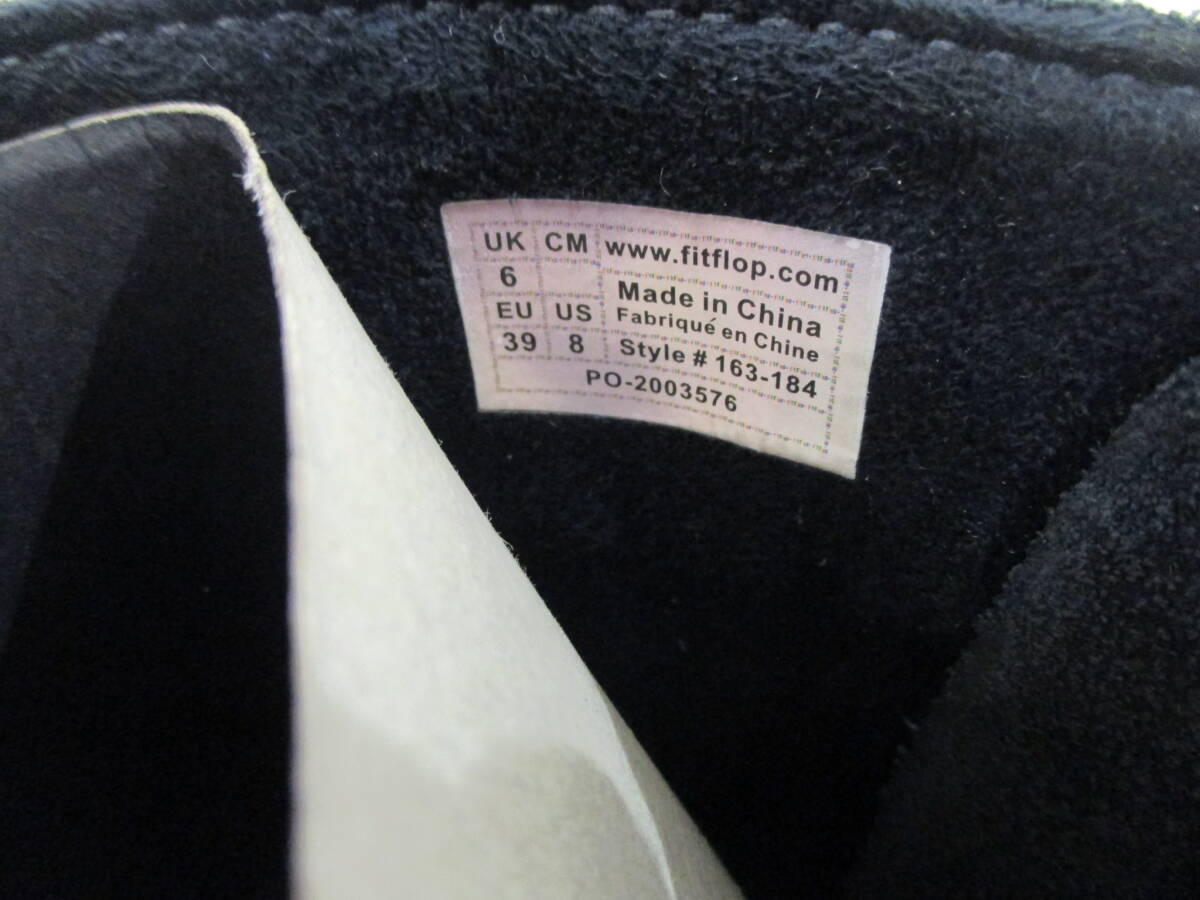 UK CM
6
EU US
39 8
www.fitflop.com
Made in China
Fabriqué en Chine
Style # 163-184
PO-2003576